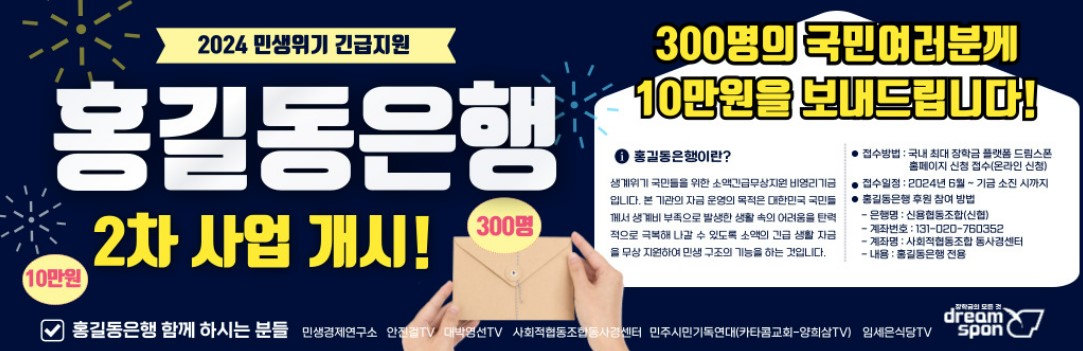 2024 민생위기 긴급지원
홍길동은행
2차 사업 개시!
300명
10만원
300명의 국민여러분께
10만원을 보내드립니다!
홍길동은행이란?
생계위기 국민들을 위한 소액긴급무상지원 비영리기금
입니다. 본 기관의 자금 운영의 목적은 대한민국 국민들
께서 생계비 부족으로 발생한 생활 속의 어려움을 탄력
적으로 극복해 나갈 수 있도록 소액의 긴급 생활 자금
을 무상 지원하여 민생 구조의 기능을 하는 것입니다.
● 접수방법 : 국내 최대 장학금 플랫폼 드림스폰
홈페이지 신청 접수(온라인 신청)
● 접수일정 : 2024년 6월 ~ 기금 소진 시까지
● 홍길동은행 후원 참여 방법
- 은행명 : 신용협동조합(신협)
- 계좌번호 : 131-020-760352
- 계좌명 : 사회적협동조합 동사경센터
- 내용 : 홍길동은행 전용
홍길동은행 함께 하시는 분들 민생경제연구소 안진걸TV 대박영선TV 사회적협동조합동사경센터 민주시민기독연대(카타콤교회-양희삼TV) 임세은식당TV
장학금의 모든 것
dream
spon